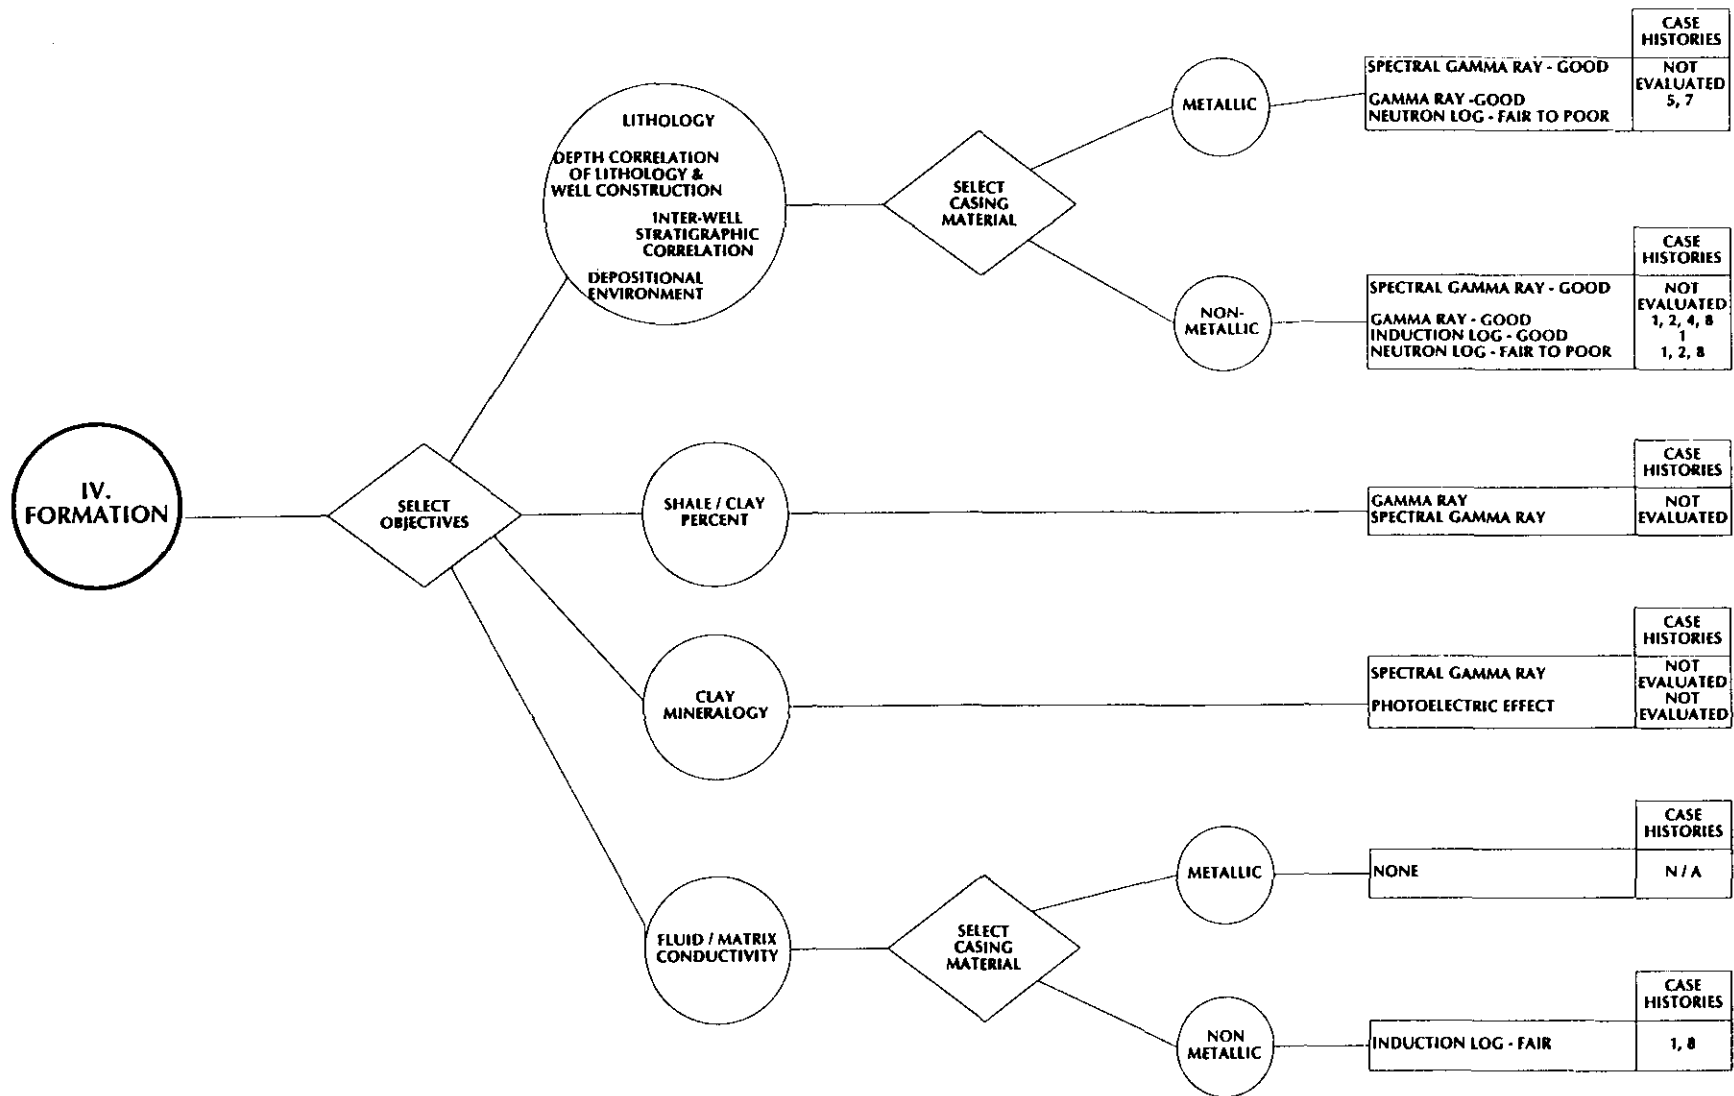 IV.
FORMATION
SELECT
OBJECTIVES
LITHOLOGY
DEPTH CORRELATION
OF LITHOLOGY &
WELL CONSTRUCTION
INTER-WELL
STRATIGRAPHIC
CORRELATION
DEPOSITIONAL
ENVIRONMENT
SELECT
CASING
MATERIAL
METALLIC
CASE
HISTORIES
SPECTRAL GAMMA RAY - GOOD
NOT
EVALUATED
GAMMA RAY -GOOD
5, 7
NEUTRON LOG - FAIR TO POOR
NON-
METALLIC
CASE
HISTORIES
SPECTRAL GAMMA RAY - GOOD
NOT
EVALUATED
GAMMA RAY - GOOD
1, 2, 4, 8
INDUCTION LOG - GOOD
1
NEUTRON LOG - FAIR TO POOR
1, 2, 8
SHALE / CLAY
PERCENT
CASE
HISTORIES
GAMMA RAY
SPECTRAL GAMMA RAY
NOT
EVALUATED
CLAY
MINERALOGY
CASE
HISTORIES
SPECTRAL GAMMA RAY
NOT
EVALUATED
PHOTOELECTRIC EFFECT
NOT
EVALUATED
FLUID / MATRIX
CONDUCTIVITY
SELECT
CASING
MATERIAL
METALLIC
CASE
HISTORIES
NONE
N / A
NON
METALLIC
CASE
HISTORIES
INDUCTION LOG - FAIR
1, 8